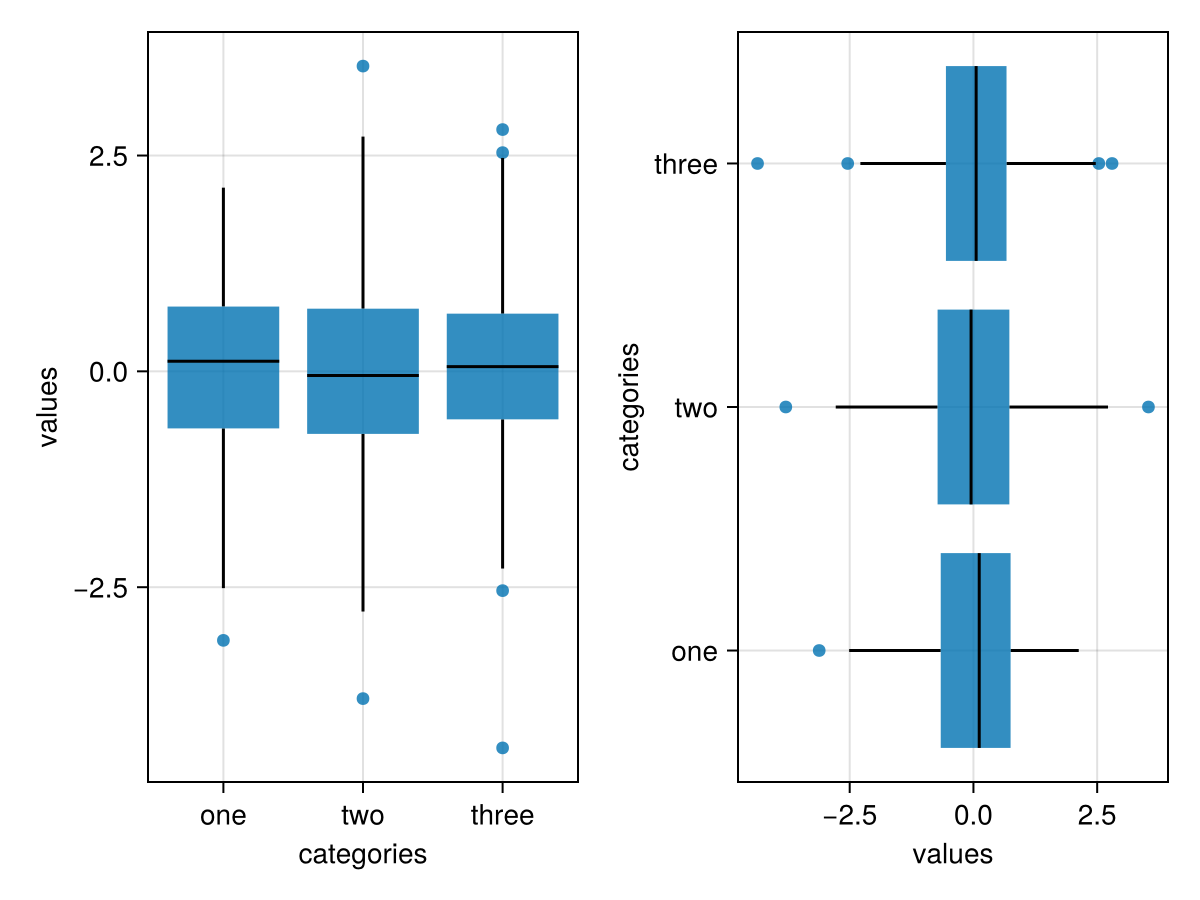 values
2.5
0.0
−2.5
one two three
categories
categories
three
two
one
−2.5 0.0 2.5
values